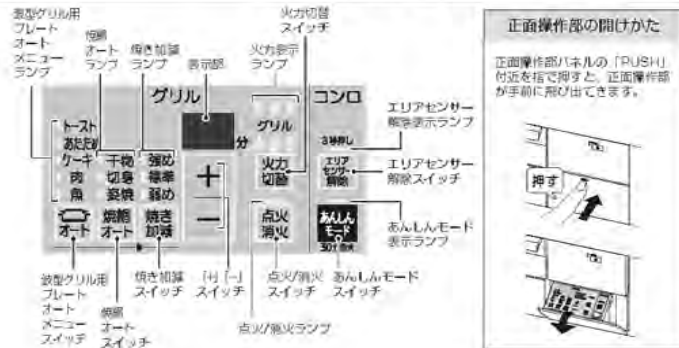 波型グリル用
プレート
オート
メニュー
ランプ
焼網
オート
ランプ
焼き加減
ランプ
表示部
火力切替
スイッチ
火力表示
ランプ
グリル
コンロ
エリアセンサー
解除表示ランプ
エリアセンサー
解除スイッチ
あんしんモード
表示ランプ
トースト
あたため
ケーキ
肉
魚
干物
切身
姿焼
強め
標準
弱め
分
グリル
3秒押し
+
−
火力
切替
エリア
センサー
解除
オート
焼網
オート
焼き
加減
点火
消火
あんしん
モード
波型グリル用
プレート
オート
メニュー
スイッチ
焼網
オート
スイッチ
焼き加減
スイッチ
[+] [−]
スイッチ
点火/消火
スイッチ
点火/消火ランプ
あんしんモード
スイッチ
正面操作部の開けかた
正面操作部パネルの「PUSH」
付近を指で押すと、正面操作部
が手前に飛び出てきます。
押す